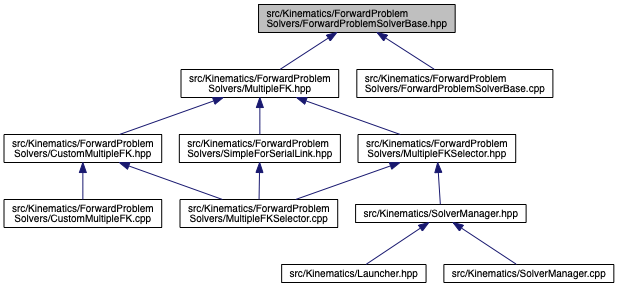 src/Kinematics/ForwardProblem
Solvers/ForwardProblemSolverBase.hpp
src/Kinematics/ForwardProblem
Solvers/MultipleFK.hpp
src/Kinematics/ForwardProblem
Solvers/ForwardProblemSolverBase.cpp
src/Kinematics/ForwardProblem
Solvers/CustomMultipleFK.hpp
src/Kinematics/ForwardProblem
Solvers/SimpleForSerialLink.hpp
src/Kinematics/ForwardProblem
Solvers/MultipleFKSelector.hpp
src/Kinematics/ForwardProblem
Solvers/CustomMultipleFK.cpp
src/Kinematics/ForwardProblem
Solvers/MultipleFKSelector.cpp
src/Kinematics/SolverManager.hpp
src/Kinematics/Launcher.hpp
src/Kinematics/SolverManager.cpp